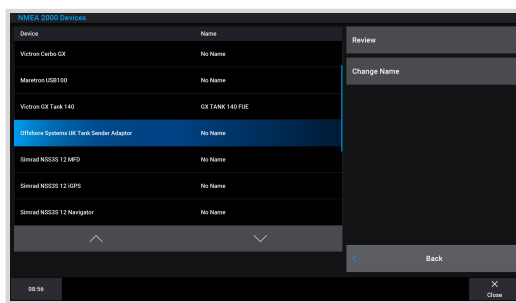 NMEA 2000 Devices
Device Name
Victron Cerbo GX No Name
Maretron USB100 No Name
Victron GX Tank 140 GX TANK 140 FUE
Offshore Systems UK Tank Sender Adaptor No Name
Simrad NSS3S 12 MFD No Name
Simrad NSS3S 12 iGPS No Name
Simrad NSS3S 12 Navigator No Name
Review
Change Name
Back
08:56
Close